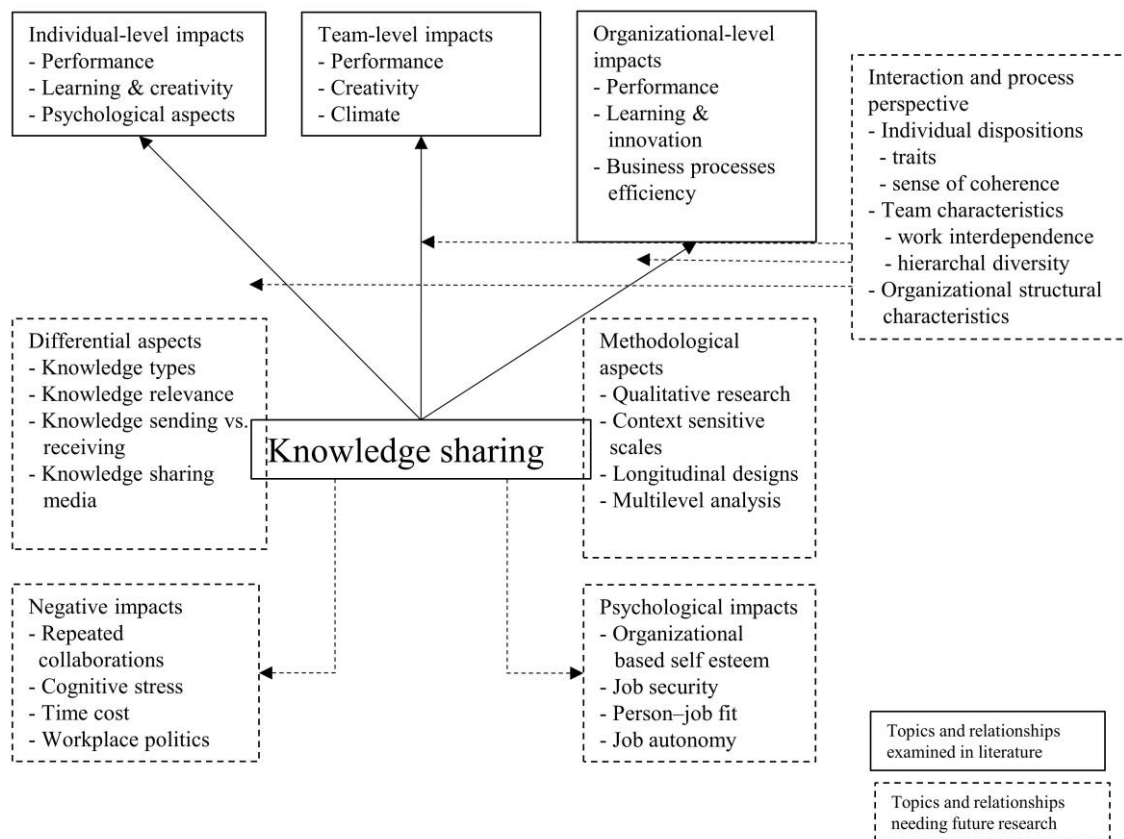 Individual-level impacts
- Performance
- Learning & creativity
- Psychological aspects
Team-level impacts
- Performance
- Creativity
- Climate
Organizational-level
impacts
- Performance
- Learning &
innovation
- Business processes
efficiency
Interaction and process
perspective
- Individual dispositions
- traits
- sense of coherence
- Team characteristics
- work interdependence
- hierarchal diversity
- Organizational structural
characteristics
Differential aspects
- Knowledge types
- Knowledge relevance
- Knowledge sending vs.
receiving
- Knowledge sharing
media
Knowledge sharing
Methodological
aspects
- Qualitative research
- Context sensitive
scales
- Longitudinal designs
- Multilevel analysis
Negative impacts
- Repeated
collaborations
- Cognitive stress
- Time cost
- Workplace politics
Psychological impacts
- Organizational
based self esteem
- Job security
- Person–job fit
- Job autonomy
Topics and relationships
examined in literature
Topics and relationships
needing future research